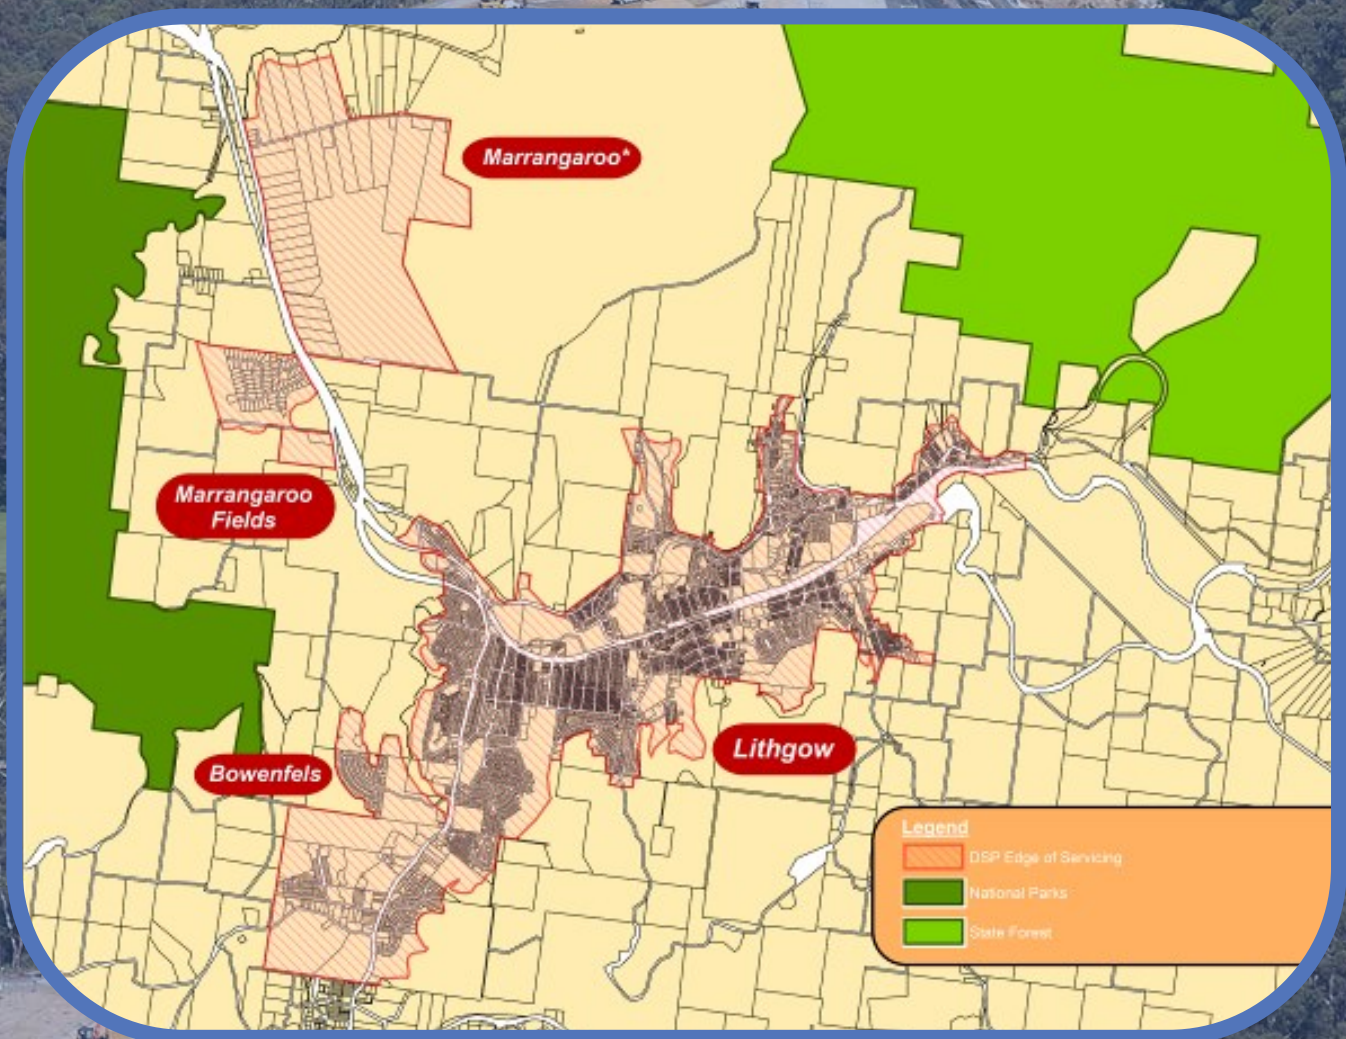 Marrangaroo*
Marrangaroo
Fields
Bowenfels
Lithgow
Legend
DSP Edge of Servicing
National Parks
State Forest